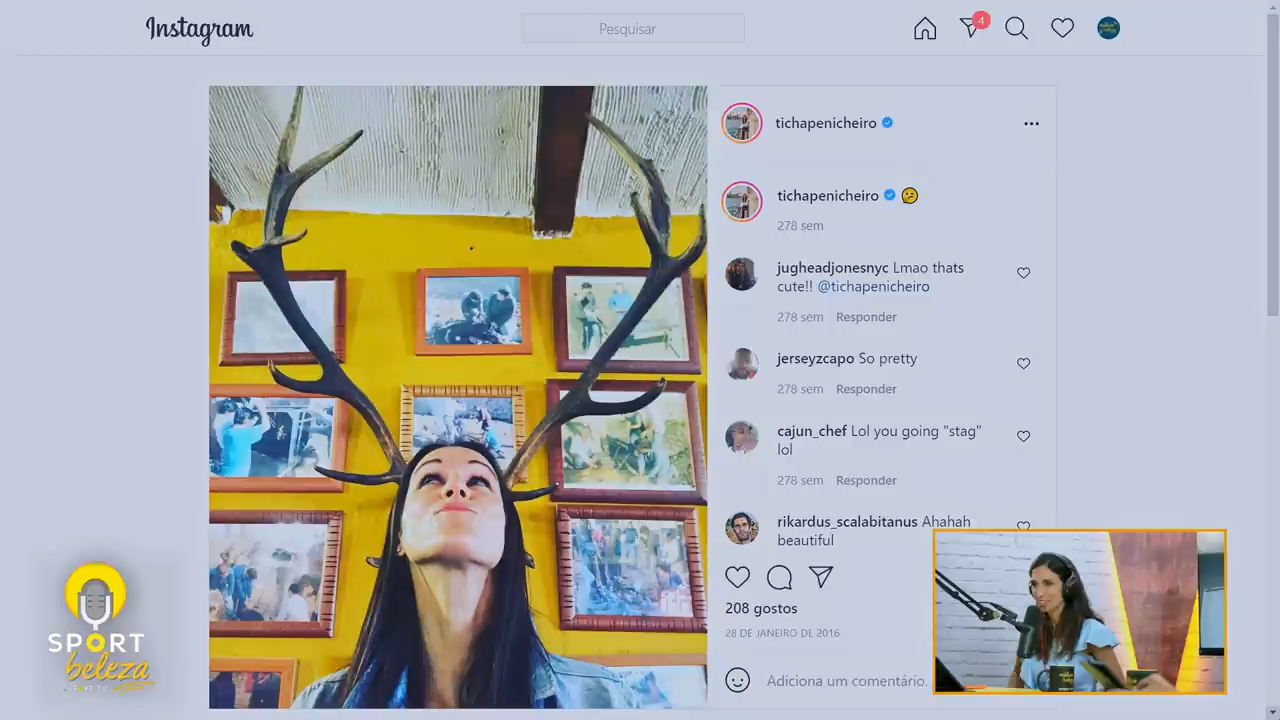 Instagram
Pesquisar
4
tichapenicheiro
...
tichapenicheiro
278 sem
jugheadjonesnyc Lmao thats
cute!! @tichapenicheiro
278 sem Responder
jerseyzcapo So pretty
278 sem Responder
cajun_chef Lol you going "stag"
lol
278 sem Responder
rikardus_scalabitanus Ahahah
beautiful
208 gostos
28 DE JANEIRO DE 2016
Adiciona um comentário.
SPORT
beleza
SPORT TV